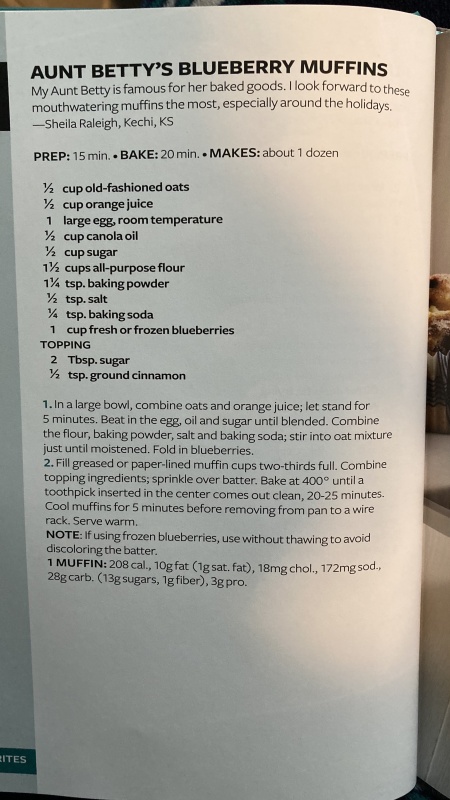 AUNT BETTY'S BLUEBERRY MUFFINS
My Aunt Betty is famous for her baked goods. I look forward to these
mouthwatering muffins the most, especially around the holidays.
—Sheila Raleigh, Kechi, KS
PREP: 15 min. • BAKE: 20 min. • MAKES: about 1 dozen
½ cup old-fashioned oats
½ cup orange juice
1 large egg, room temperature
½ cup canola oil
½ cup sugar
1½ cups all-purpose flour
1¼ tsp. baking powder
½ tsp. salt
¼ tsp. baking soda
1 cup fresh or frozen blueberries
TOPPING
2 Tbsp. sugar
½ tsp. ground cinnamon
1. In a large bowl, combine oats and orange juice; let stand for
5 minutes. Beat in the egg, oil and sugar until blended. Combine
the flour, baking powder, salt and baking soda; stir into oat mixture
just until moistened. Fold in blueberries.
2. Fill greased or paper-lined muffin cups two-thirds full. Combine
topping ingredients; sprinkle over batter. Bake at 400° until a
toothpick inserted in the center comes out clean, 20-25 minutes.
Cool muffins for 5 minutes before removing from pan to a wire
rack. Serve warm.
NOTE: If using frozen blueberries, use without thawing to avoid
discoloring the batter.
1 MUFFIN: 208 cal., 10g fat (1g sat. fat), 18mg chol., 172mg sod.,
28g carb. (13g sugars, 1g fiber), 3g pro.